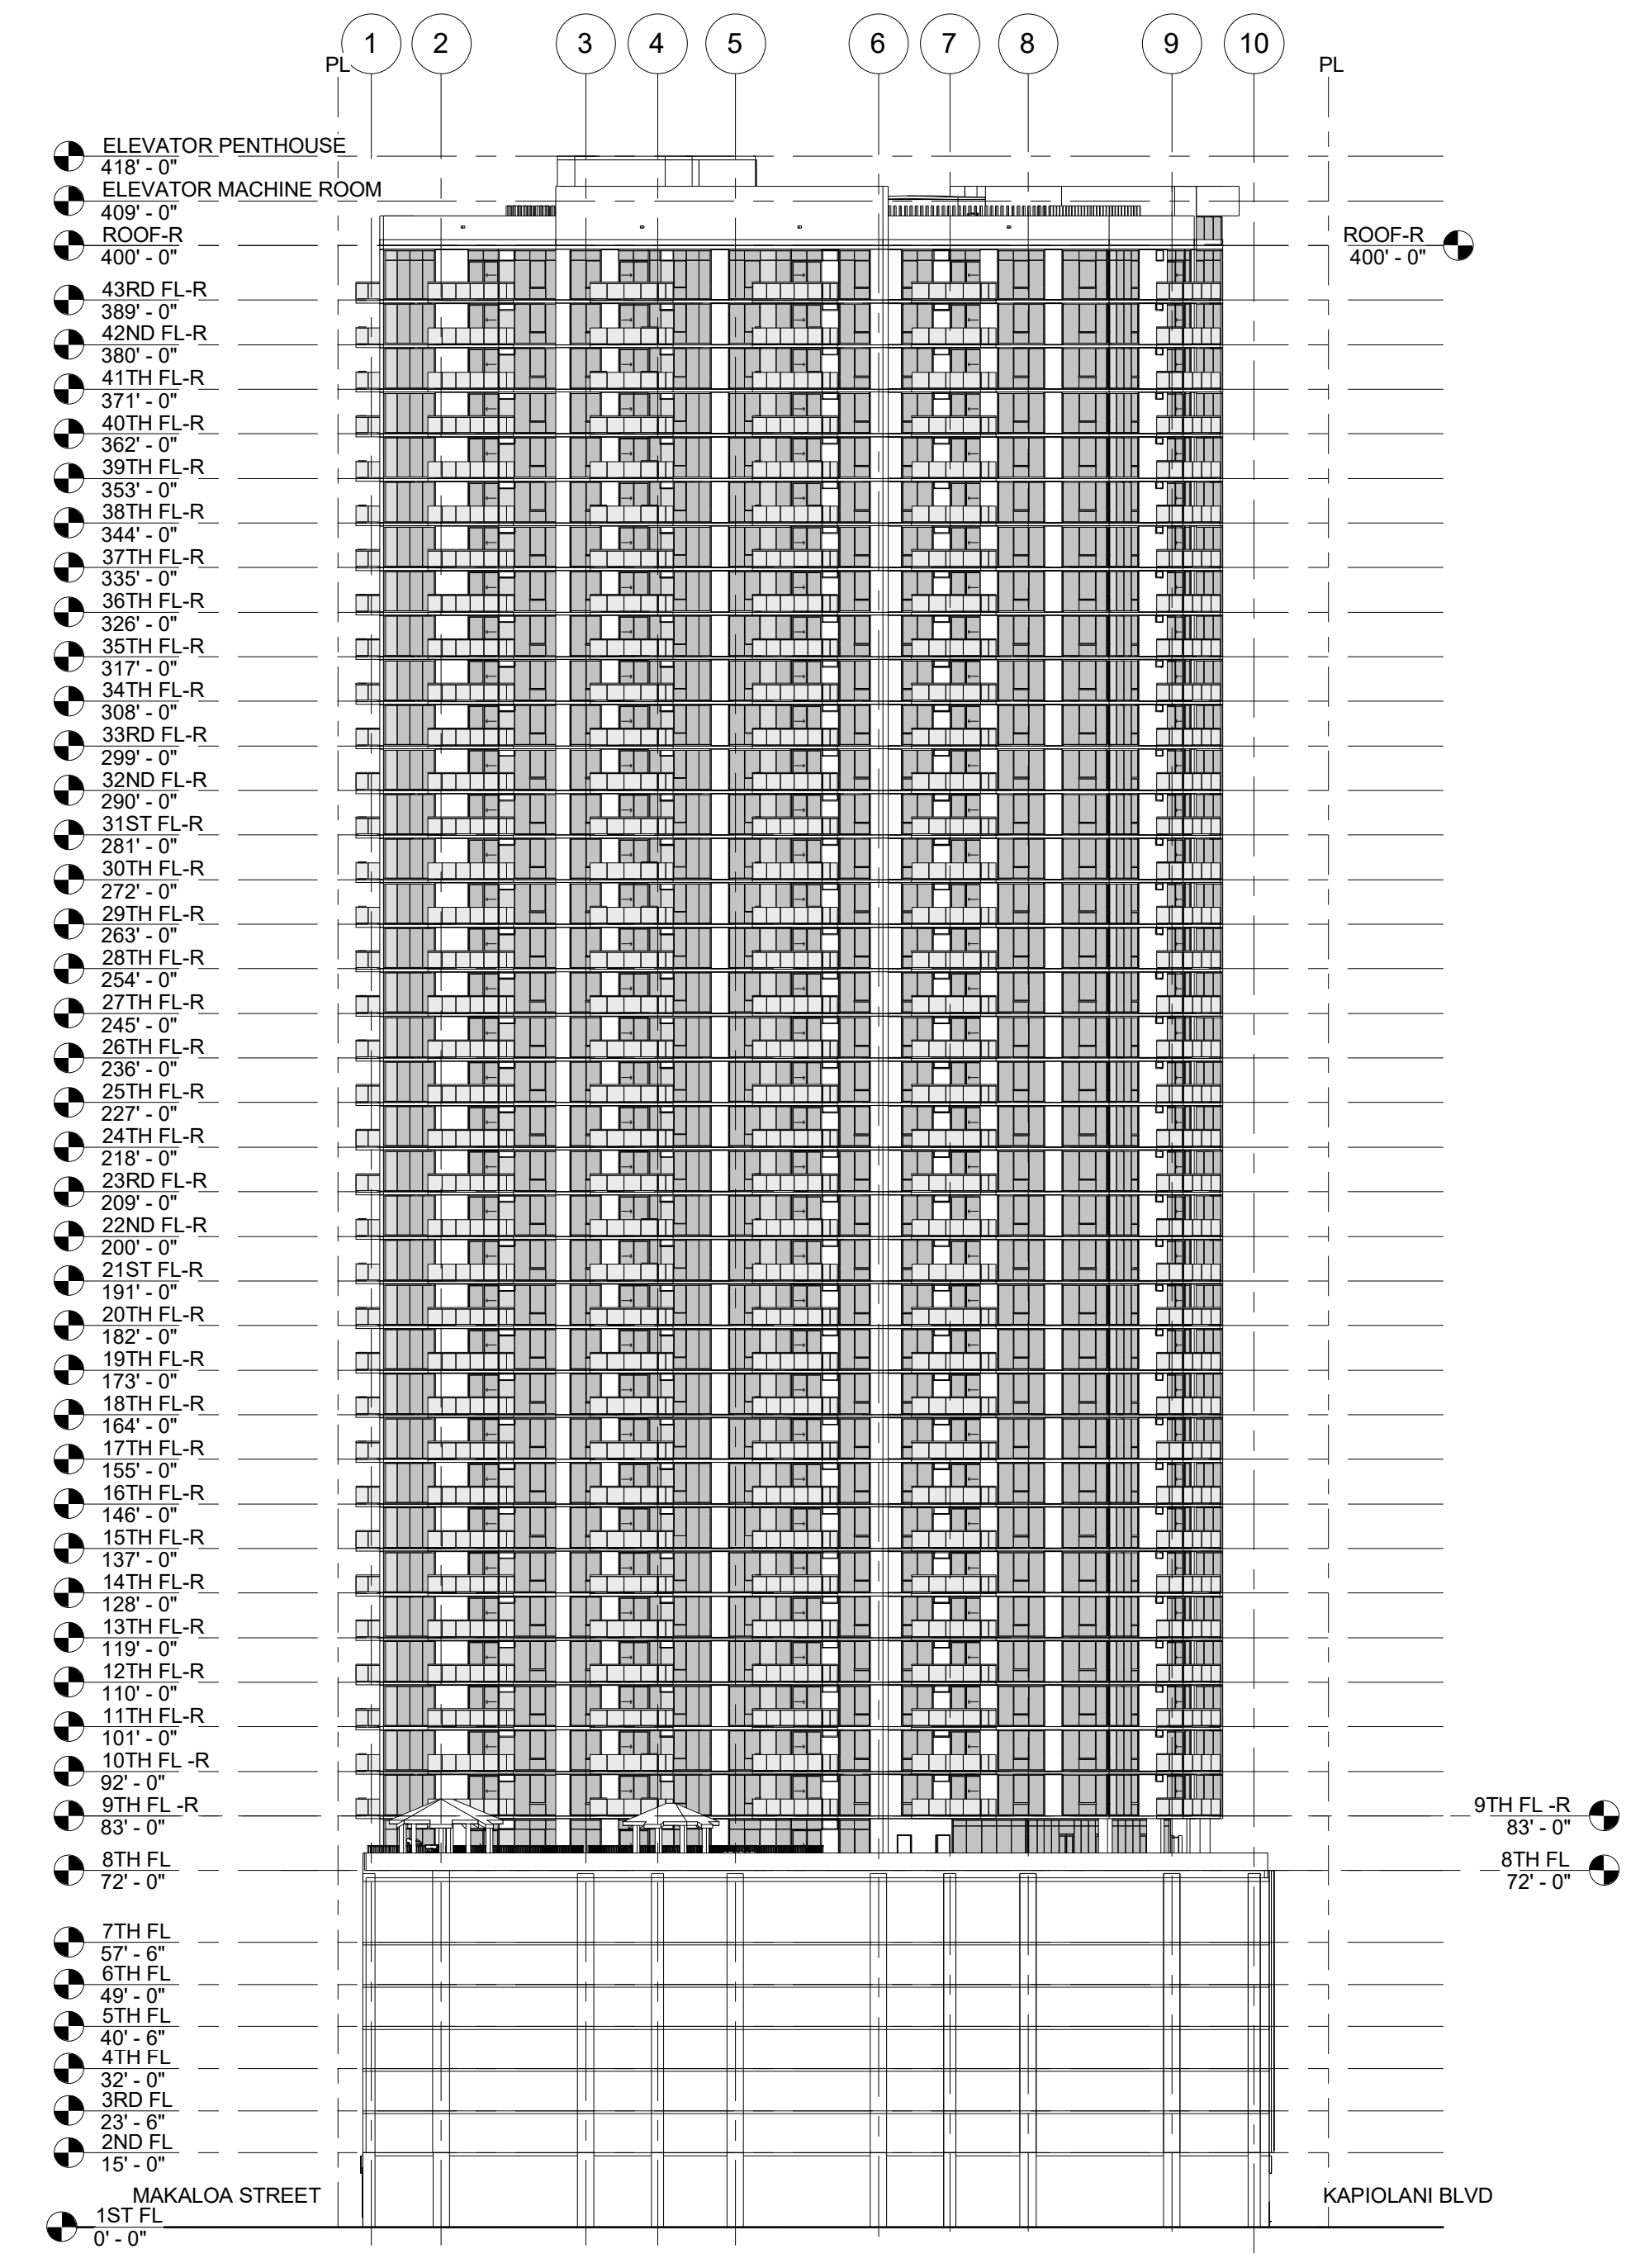 1 2 3 4 5 6 7 8 9 10
PL PL
ELEVATOR PENTHOUSE
418' - 0"
ELEVATOR MACHINE ROOM
409' - 0"
ROOF-R ROOF-R
400' - 0" 400' - 0"
43RD FL-R
389' - 0"
42ND FL-R
380' - 0"
41TH FL-R
371' - 0"
40TH FL-R
362' - 0"
39TH FL-R
353' - 0"
38TH FL-R
344' - 0"
37TH FL-R
335' - 0"
36TH FL-R
326' - 0"
35TH FL-R
317' - 0"
34TH FL-R
308' - 0"
33RD FL-R
299' - 0"
32ND FL-R
290' - 0"
31ST FL-R
281' - 0"
30TH FL-R
272' - 0"
29TH FL-R
263' - 0"
28TH FL-R
254' - 0"
27TH FL-R
245' - 0"
26TH FL-R
236' - 0"
25TH FL-R
227' - 0"
24TH FL-R
218' - 0"
23RD FL-R
209' - 0"
22ND FL-R
200' - 0"
21ST FL-R
191' - 0"
20TH FL-R
182' - 0"
19TH FL-R
173' - 0"
18TH FL-R
164' - 0"
17TH FL-R
155' - 0"
16TH FL-R
146' - 0"
15TH FL-R
137' - 0"
14TH FL-R
128' - 0"
13TH FL-R
119' - 0"
12TH FL-R
110' - 0"
11TH FL-R
101' - 0"
10TH FL -R
92' - 0"
9TH FL -R 9TH FL -R
83' - 0" 83' - 0"
8TH FL 8TH FL
72' - 0" 72' - 0"
7TH FL
57' - 6"
6TH FL
49' - 0"
5TH FL
40' - 6"
4TH FL
32' - 0"
3RD FL
23' - 6"
2ND FL
15' - 0"
MAKALOA STREET KAPIOLANI BLVD
1ST FL
0' - 0"